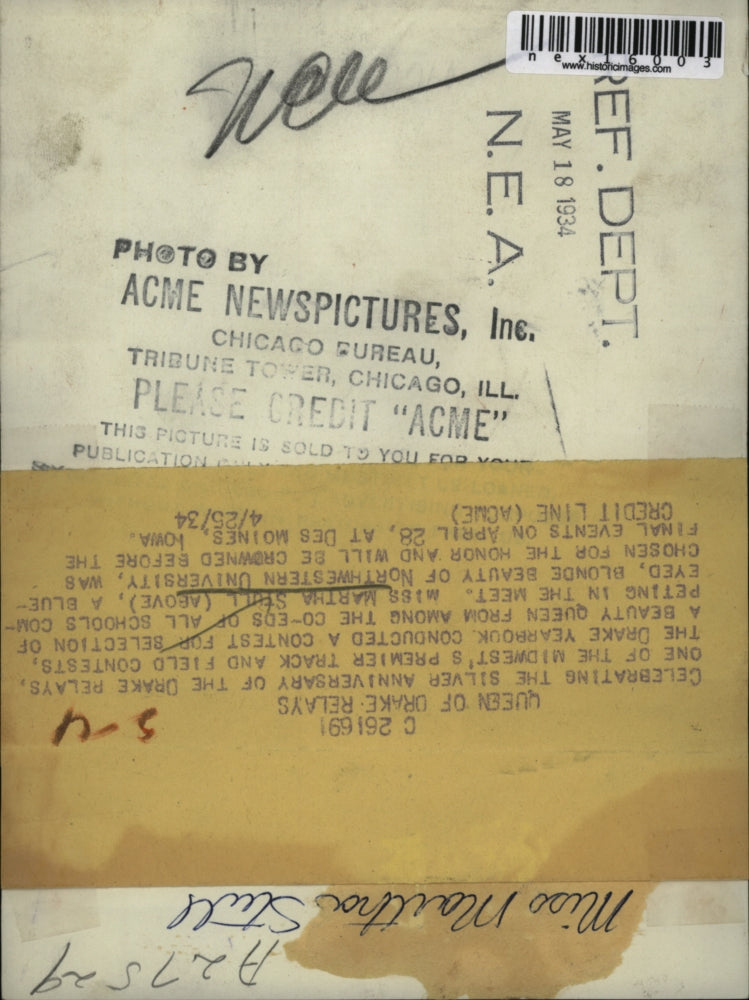 nex16003
www.historicimages.com
REF. DEPT.
MAY 18 1934
N. E. A.
PHOTO BY
ACME NEWSPICTURES, Inc.
CHICAGO BUREAU,
TRIBUNE TOWER, CHICAGO, ILL.
PLEASE CREDIT "ACME"
THIS PICTURE IS SOLD TO YOU FOR YOUR
PUBLICATION ONLY
Miss Martha Stull
A27529
S-4
C 261691
QUEEN OF DRAKE RELAYS
CELEBRATING THE SILVER ANNIVERSARY OF THE DRAKE RELAYS,
ONE OF THE MIDWEST'S PREMIER TRACK AND FIELD CONTESTS,
THE DRAKE YEARBOOK CONDUCTED A CONTEST FOR SELECTION OF
A BEAUTY QUEEN FROM AMONG THE CO-EDS OF ALL SCHOOLS COM-
PETING IN THE MEET. MISS MARTHA STULL (ABOVE), A BLUE-
EYED, BLONDE BEAUTY OF NORTHWESTERN UNIVERSITY, WAS
CHOSEN FOR THE HONOR AND WILL BE CROWNED BEFORE THE
FINAL EVENTS ON APRIL 28, AT DES MOINES, IOWA.
CREDIT LINE (ACME) 4/25/34